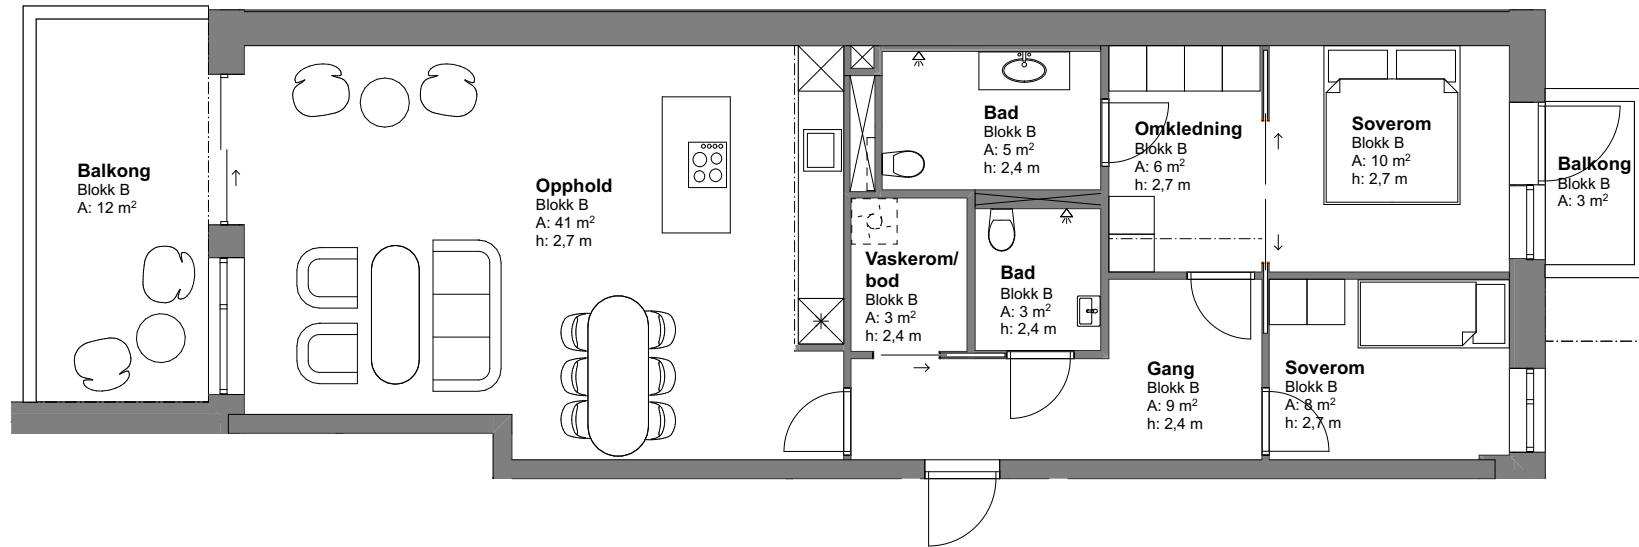 Balkong
Blokk B
A: 12 m²
Opphold
Blokk B
A: 41 m²
h: 2,7 m
Bad
Blokk B
A: 5 m²
h: 2,4 m
Vaskerom/
bod
Blokk B
A: 3 m²
h: 2,4 m
Bad
Blokk B
A: 3 m²
h: 2,4 m
Omkledning
Blokk B
A: 6 m²
h: 2,7 m
Soverom
Blokk B
A: 10 m²
h: 2,7 m
Balkong
Blokk B
A: 3 m²
Gang
Blokk B
A: 9 m²
h: 2,4 m
Soverom
Blokk B
A: 8 m²
h: 2,7 m